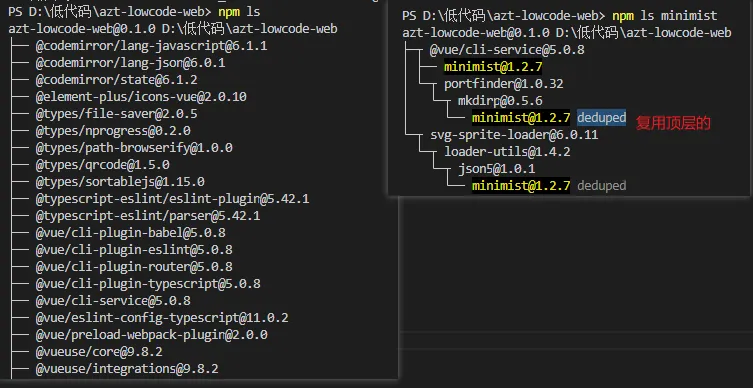 PS D:\低代码\azt-lowcode-web> npm ls
azt-lowcode-web@0.1.0 D:\低代码\azt-lowcode-web
├── @codemirror/lang-javascript@6.1.1
├── @codemirror/lang-json@6.0.1
├── @codemirror/state@6.1.2
├── @element-plus/icons-vue@2.0.10
├── @types/file-saver@2.0.5
├── @types/nprogress@0.2.0
├── @types/path-browserify@1.0.0
├── @types/qrcode@1.5.0
├── @types/sortablejs@1.15.0
├── @typescript-eslint/eslint-plugin@5.42.1
├── @typescript-eslint/parser@5.42.1
├── @vue/cli-plugin-babel@5.0.8
├── @vue/cli-plugin-eslint@5.0.8
├── @vue/cli-plugin-router@5.0.8
├── @vue/cli-plugin-typescript@5.0.8
├── @vue/cli-service@5.0.8
├── @vue/eslint-config-typescript@11.0.2
├── @vue/preload-webpack-plugin@2.0.0
├── @vueuse/core@9.8.2
├── @vueuse/integrations@9.8.2
PS D:\低代码\azt-lowcode-web> npm ls minimist
azt-lowcode-web@0.1.0 D:\低代码\azt-lowcode-web
├─┬ @vue/cli-service@5.0.8
│ ├── minimist@1.2.7
│ └─┬ portfinder@1.0.32
│   └─┬ mkdirp@0.5.6
│     └── minimist@1.2.7 deduped 复用顶层的
└─┬ svg-sprite-loader@6.0.11
  └─┬ loader-utils@1.4.2
    └─┬ json5@1.0.1
      └── minimist@1.2.7 deduped